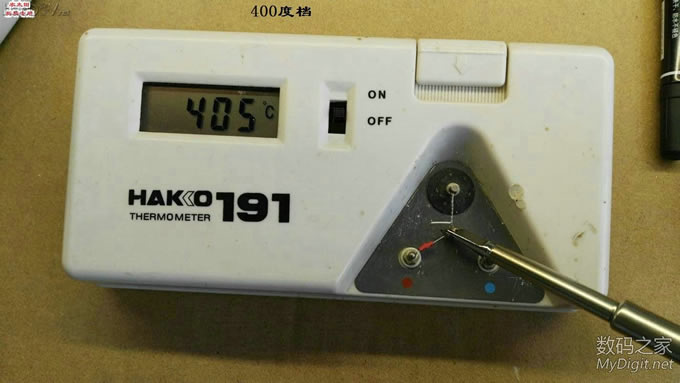 400度档
405°C
ON
OFF
HAKKO 191
THERMOMETER
数码之家
MyDigit.net